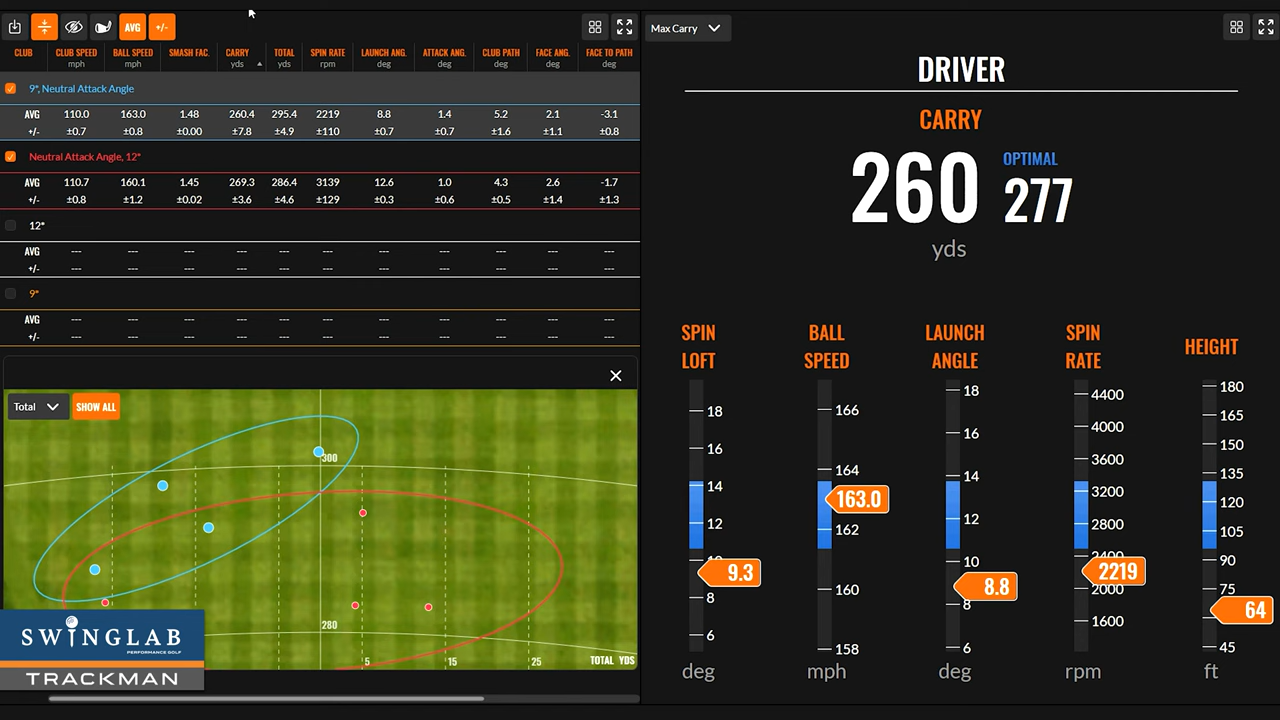 AVG
+/-
CLUB CLUB SPEED BALL SPEED SMASH FAC. CARRY TOTAL SPIN RATE LAUNCH ANG. ATTACK ANG. CLUB PATH FACE ANG. FACE TO PATH
mph mph yds yds rpm deg deg deg deg deg
9°, Neutral Attack Angle
AVG 110.0 163.0 1.48 260.4 295.4 2219 8.8 1.4 5.2 2.1 -3.1
+/- ±0.7 ±0.8 ±0.00 ±7.8 ±4.9 ±110 ±0.7 ±0.7 ±1.6 ±1.1 ±0.8
Neutral Attack Angle, 12°
AVG 110.7 160.1 1.45 269.3 286.4 3139 12.6 1.0 4.3 2.6 -1.7
+/- ±0.8 ±1.2 ±0.02 ±3.6 ±4.6 ±129 ±0.3 ±0.6 ±0.5 ±1.4 ±1.3
12°
AVG --- --- --- --- --- --- --- --- --- --- ---
+/- --- --- --- --- --- --- --- --- --- --- ---
9°
AVG --- --- --- --- --- --- --- --- --- --- ---
+/- --- --- --- --- --- --- --- --- --- --- ---
Total
SHOW ALL
300
280
5 15 25 TOTAL YDS
SWINGLAB
PERFORMANCE GOLF
TRACKMAN
Max Carry
DRIVER
CARRY
260
OPTIMAL
277
yds
SPIN
LOFT
18
16
14
12
10
9.3
8
6
deg
BALL
SPEED
166
164
163.0
162
160
158
mph
LAUNCH
ANGLE
18
16
14
12
10
8.8
8
6
deg
SPIN
RATE
4400
4000
3600
3200
2800
2400
2219
2000
1600
rpm
HEIGHT
180
165
150
135
120
105
90
75
64
45
ft